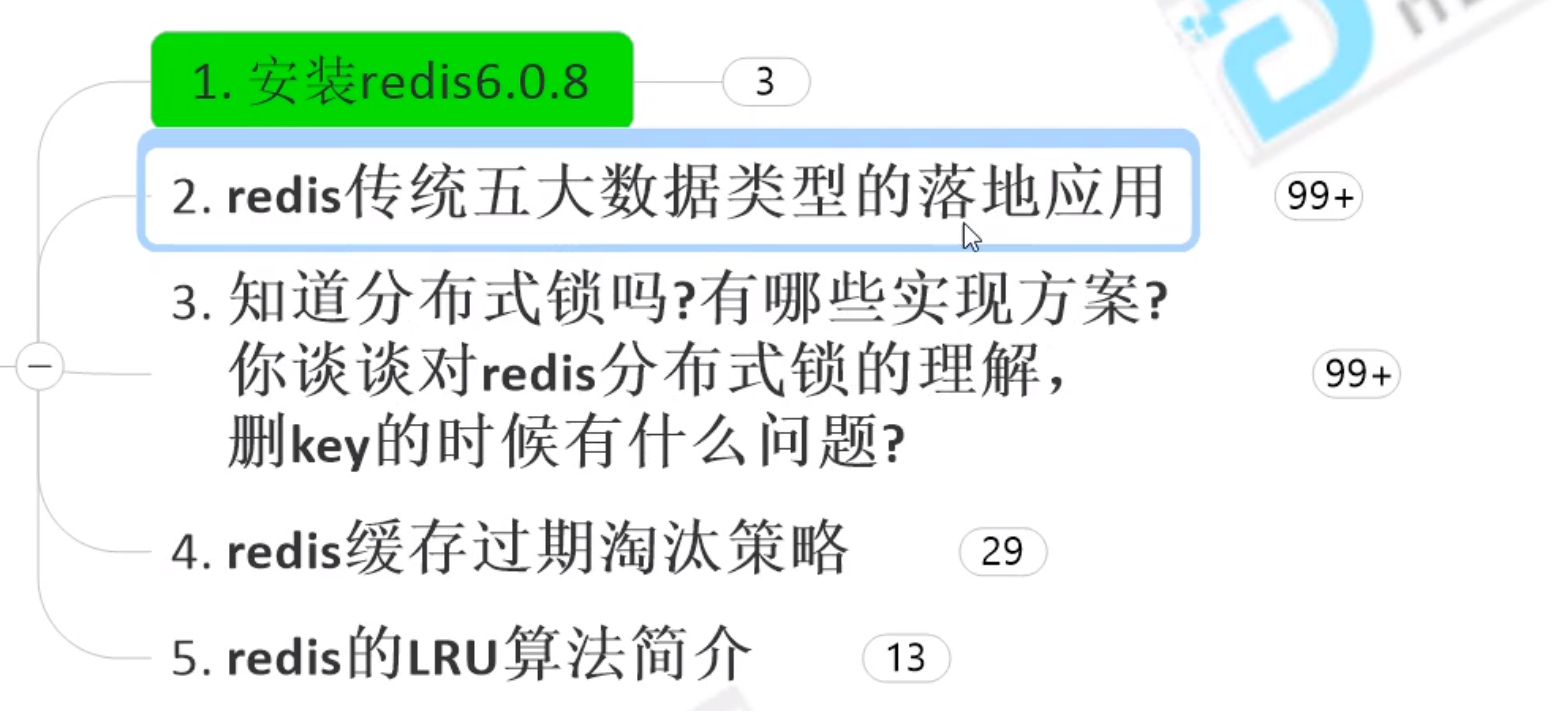 1. 安装redis6.0.8
3
2. redis传统五大数据类型的落地应用
99+
3. 知道分布式锁吗?有哪些实现方案?
你谈谈对redis分布式锁的理解，
99+
删key的时候有什么问题?
4. redis缓存过期淘汰策略
29
5. redis的LRU算法简介
13